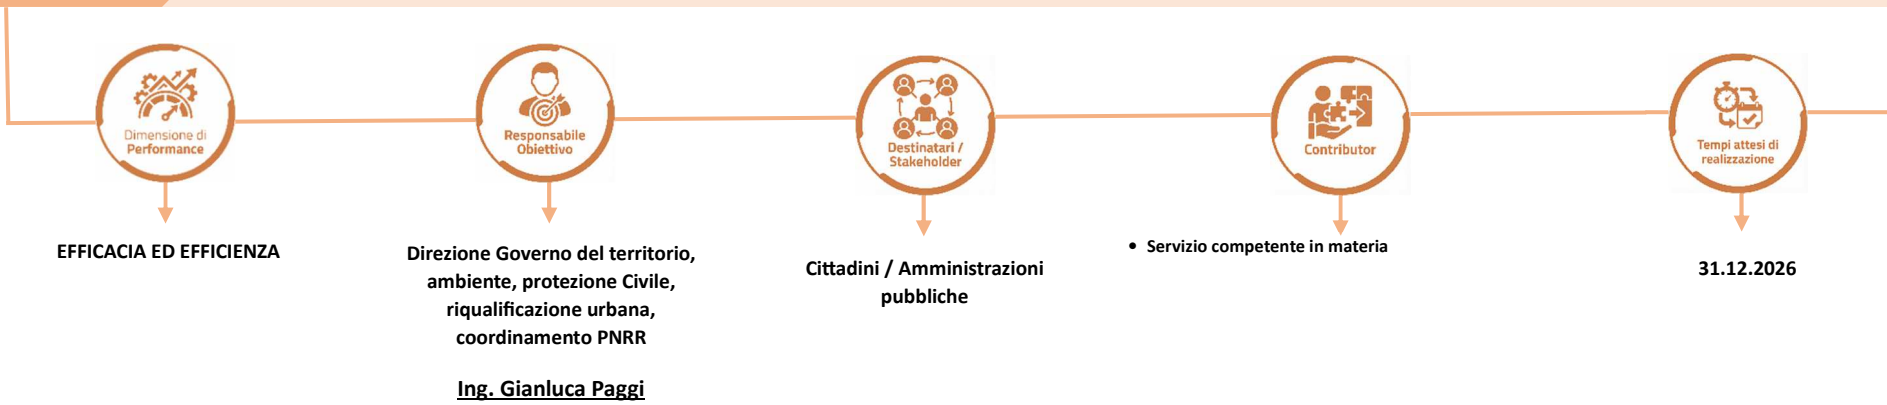 Dimensione di
Performance
EFFICACIA ED EFFICIENZA
Responsabile
Obiettivo
Direzione Governo del territorio,
ambiente, protezione Civile,
riqualificazione urbana,
coordinamento PNRR
Ing. Gianluca Paggi
Destinatari /
Stakeholder
Cittadini / Amministrazioni
pubbliche
Contributor
• Servizio competente in materia
Tempi attesi di
realizzazione
31.12.2026